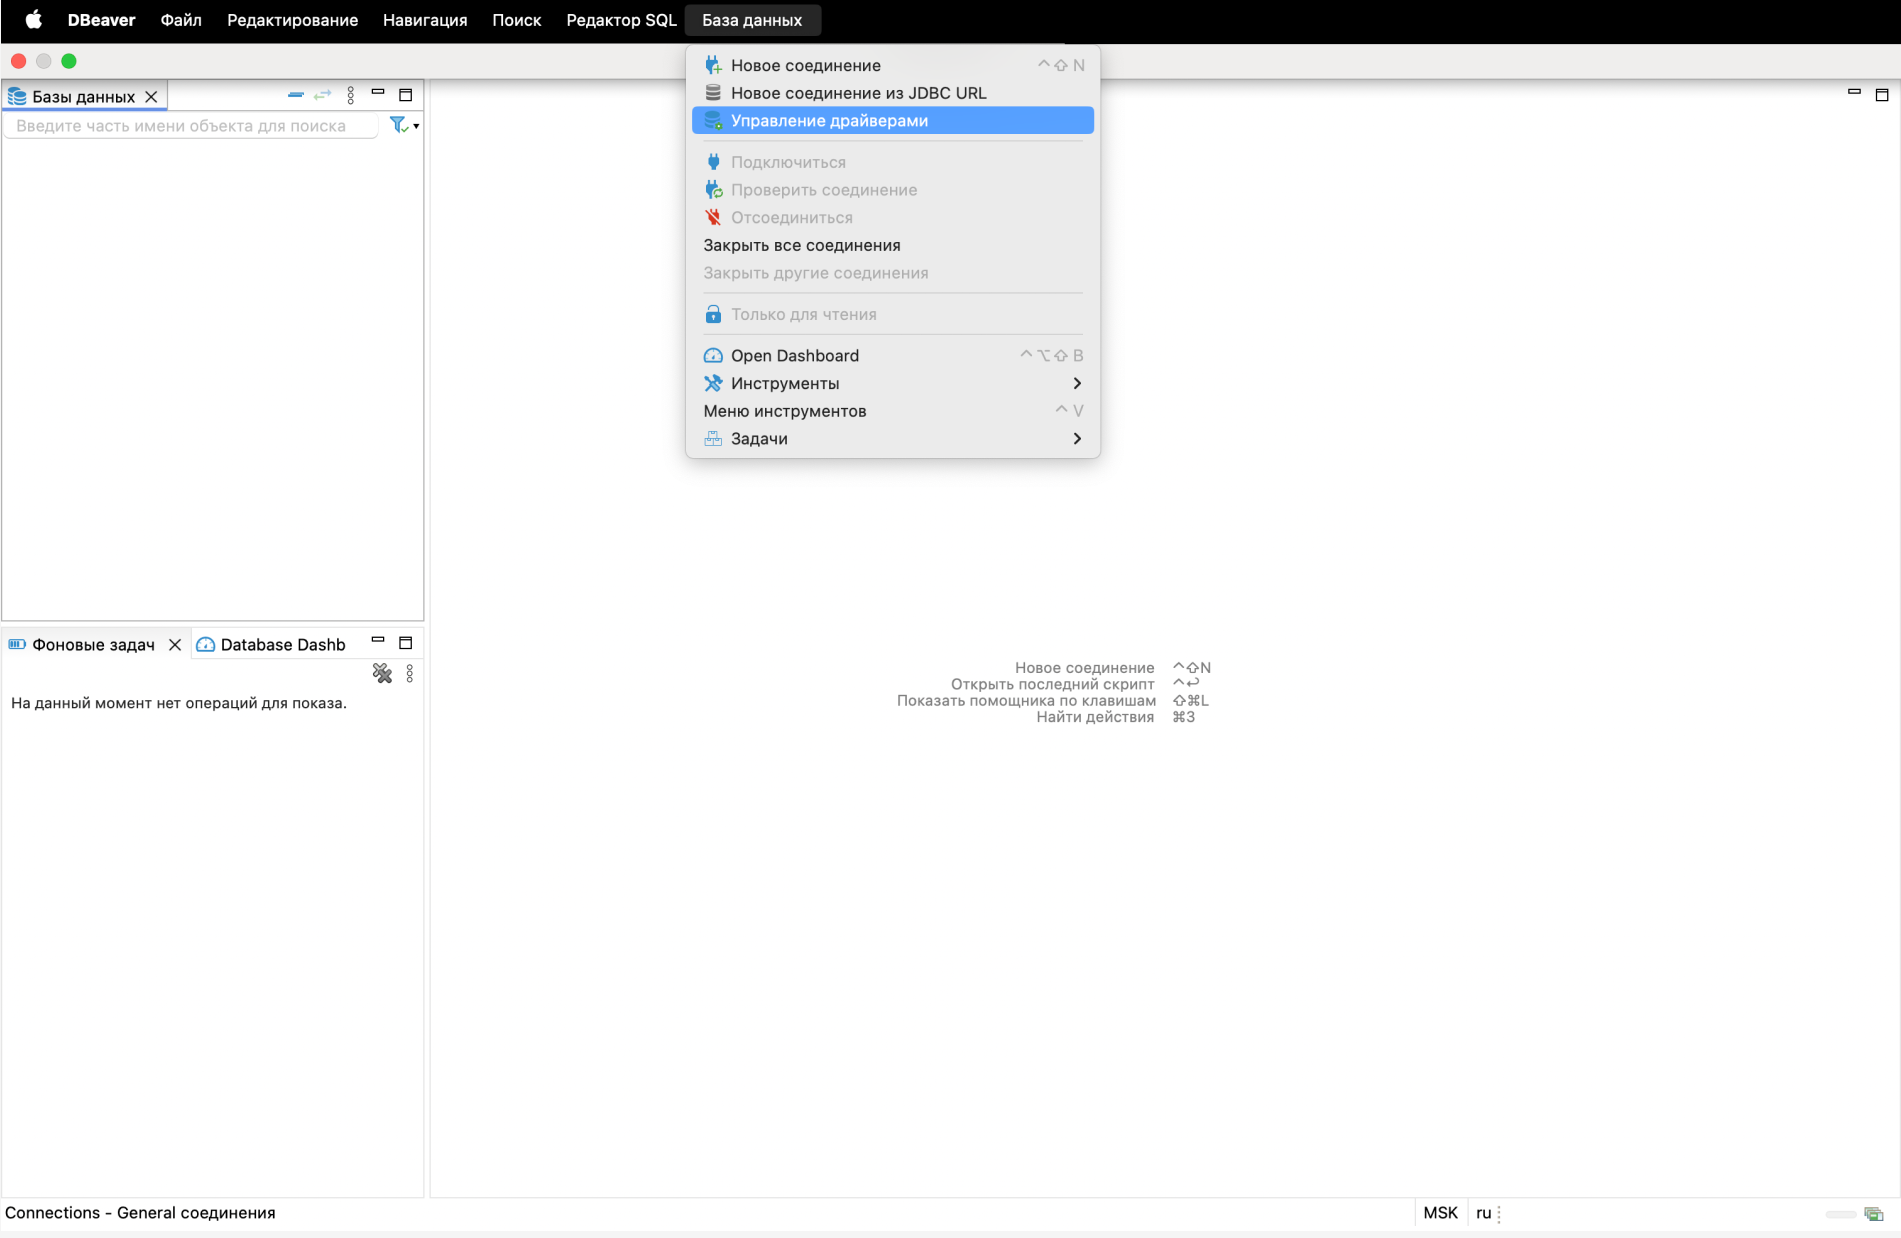 DBeaver Файл Редактирование Навигация Поиск Редактор SQL База данных
Базы данных
Введите часть имени объекта для поиска
Новое соединение ^⇧N
Новое соединение из JDBC URL
Управление драйверами
Подключиться
Проверить соединение
Отсоединиться
Закрыть все соединения
Закрыть другие соединения
Только для чтения
Open Dashboard ^⌥⇧B
Инструменты
Меню инструментов ^V
Задачи
Фоновые задач Database Dashb
На данный момент нет операций для показа.
Новое соединение ^⇧N
Открыть последний скрипт ^↩
Показать помощника по клавишам ⇧⌘L
Найти действия ⌘3
Connections - General соединения MSK ru